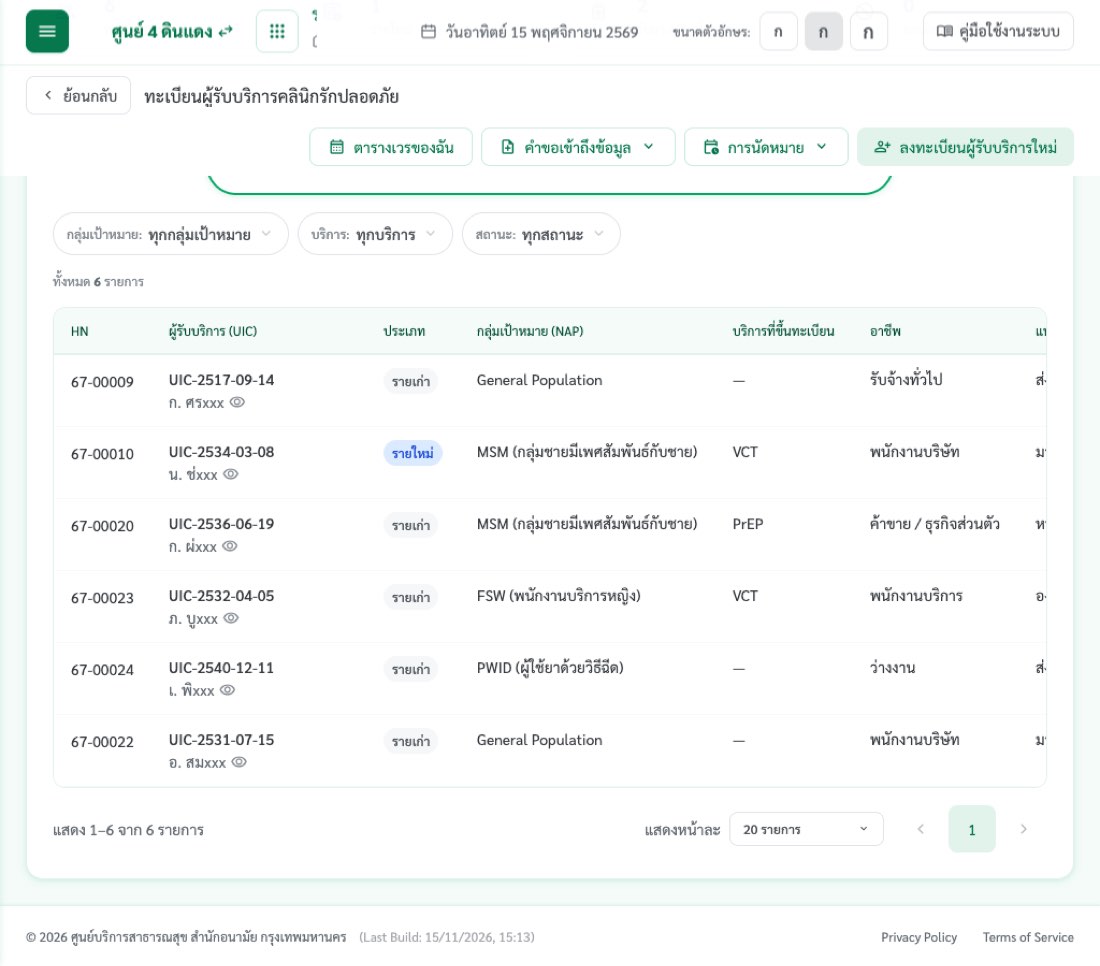 ศูนย์ 4 ดินแดง
วันอาทิตย์ 15 พฤศจิกายน 2569
ขนาดตัวอักษร: ก ก ก
คู่มือใช้งานระบบ
ย้อนกลับ ทะเบียนผู้รับบริการคลินิกรักปลอดภัย
ตารางเวรของฉัน คำขอเข้าถึงข้อมูล การนัดหมาย ลงทะเบียนผู้รับบริการใหม่
กลุ่มเป้าหมาย: ทุกกลุ่มเป้าหมาย บริการ: ทุกบริการ สถานะ: ทุกสถานะ
ทั้งหมด 6 รายการ
HN ผู้รับบริการ (UIC) ประเภท กลุ่มเป้าหมาย (NAP) บริการที่ขึ้นทะเบียน อาชีพ
67-00009 UIC-2517-09-14 รายเก่า General Population — รับจ้างทั่วไป
ก. ศรxxx
67-00010 UIC-2534-03-08 รายใหม่ MSM (กลุ่มชายมีเพศสัมพันธ์กับชาย) VCT พนักงานบริษัท
น. ช่xxx
67-00020 UIC-2536-06-19 รายเก่า MSM (กลุ่มชายมีเพศสัมพันธ์กับชาย) PrEP ค้าขาย / ธุรกิจส่วนตัว
ก. ผ่xxx
67-00023 UIC-2532-04-05 รายเก่า FSW (พนักงานบริการหญิง) VCT พนักงานบริการ
ภ. บูxxx
67-00024 UIC-2540-12-11 รายเก่า PWID (ผู้ใช้ยาด้วยวิธีฉีด) — ว่างงาน
เ. พิxxx
67-00022 UIC-2531-07-15 รายเก่า General Population — พนักงานบริษัท
อ. สมxxx
แสดง 1–6 จาก 6 รายการ แสดงหน้าละ 20 รายการ 1
© 2026 ศูนย์บริการสาธารณสุข สำนักอนามัย กรุงเทพมหานคร (Last Build: 15/11/2026, 15:13) Privacy Policy Terms of Service